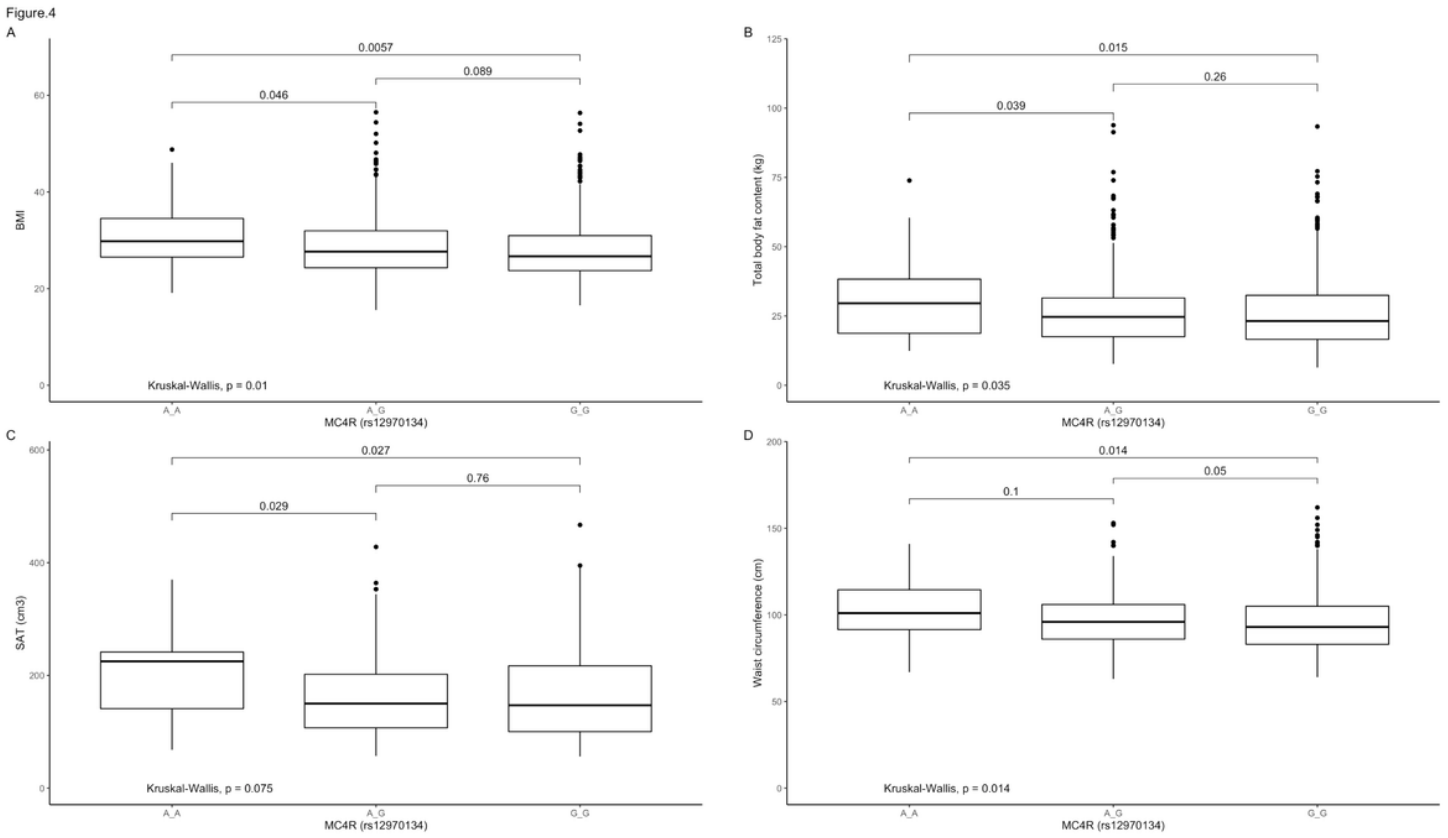 Figure.4
A
0.0057
0.089
0.046
60
40
20
0
BMI
Kruskal-Wallis, p = 0.01
A_A
A_G
G_G
MC4R (rs12970134)
B
125
100
75
50
25
0
Total body fat content (kg)
0.015
0.26
0.039
Kruskal-Wallis, p = 0.035
A_A
A_G
G_G
MC4R (rs12970134)
C
600
400
200
0
SAT (cm3)
0.027
0.76
0.029
Kruskal-Wallis, p = 0.075
A_A
A_G
G_G
MC4R (rs12970134)
D
200
150
100
50
0
Waist circumference (cm)
0.014
0.05
0.1
Kruskal-Wallis, p = 0.014
A_A
A_G
G_G
MC4R (rs12970134)